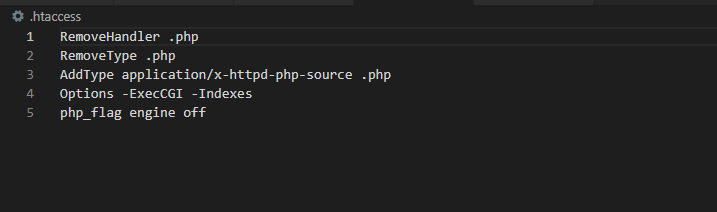 .htaccess
1 RemoveHandler .php
2 RemoveType .php
3 AddType application/x-httpd-php-source .php
4 Options -ExecCGI -Indexes
5 php_flag engine off